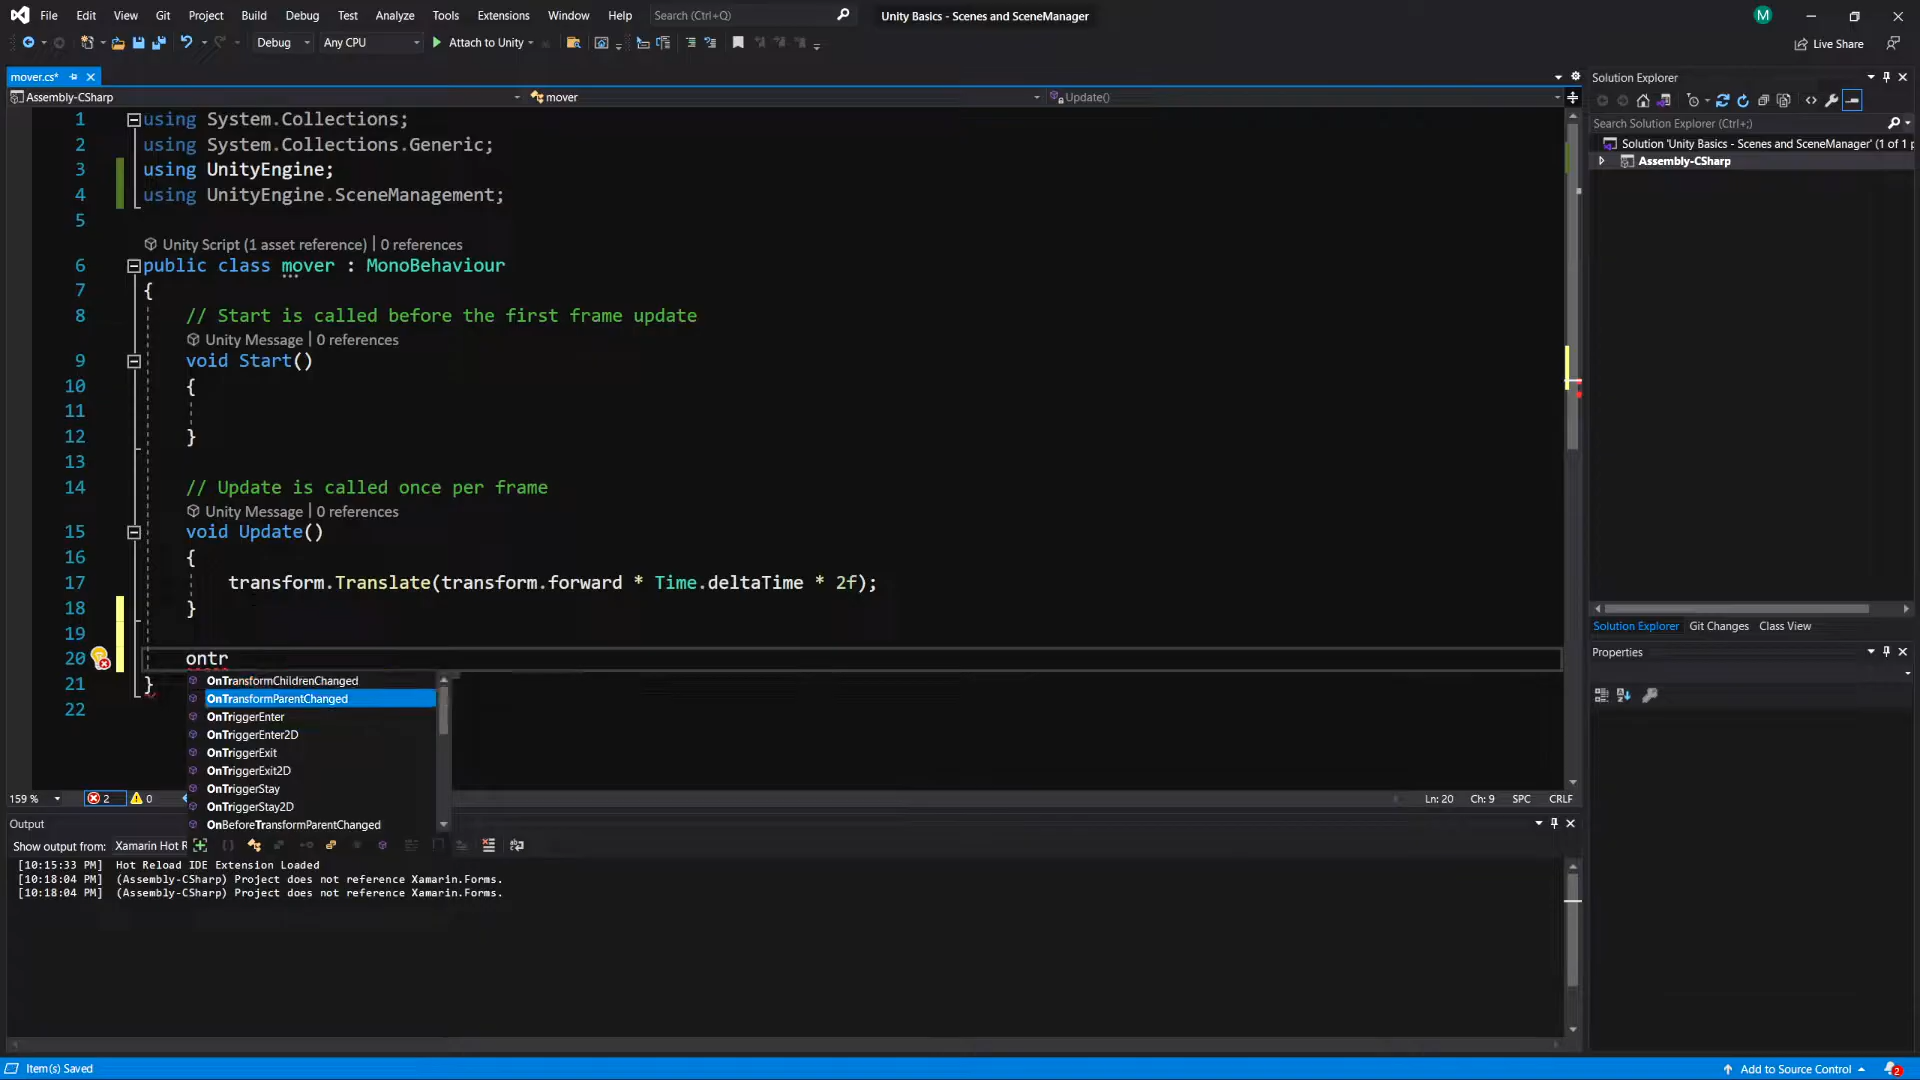 File Edit View Git Project Build Debug Test Analyze Tools Extensions Window Help Search (Ctrl+Q) Unity Basics - Scenes and SceneManager M
Debug Any CPU Attach to Unity Live Share
mover.cs* Solution Explorer
Assembly-CSharp mover Update()
Search Solution Explorer (Ctrl+;)
Solution 'Unity Basics - Scenes and SceneManager' (1 of 1 p
Assembly-CSharp
1 using System.Collections;
2 using System.Collections.Generic;
3 using UnityEngine;
4 using UnityEngine.SceneManagement;
5
Unity Script (1 asset reference) | 0 references
6 public class mover : MonoBehaviour
7 {
8 // Start is called before the first frame update
Unity Message | 0 references
9 void Start()
10 {
11
12 }
13
14 // Update is called once per frame
Unity Message | 0 references
15 void Update()
16 {
17 transform.Translate(transform.forward * Time.deltaTime * 2f);
18 }
19
20 ontr
21 }
22
OnTransformChildrenChanged
OnTransformParentChanged
OnTriggerEnter
OnTriggerEnter2D
OnTriggerExit
OnTriggerExit2D
OnTriggerStay
OnTriggerStay2D
OnBeforeTransformParentChanged
Solution Explorer Git Changes Class View
Properties
159 % 2 0 Ln: 20 Ch: 9 SPC CRLF
Output
Show output from: Xamarin Hot R
[10:15:33 PM] Hot Reload IDE Extension Loaded
[10:18:04 PM] (Assembly-CSharp) Project does not reference Xamarin.Forms.
[10:18:04 PM] (Assembly-CSharp) Project does not reference Xamarin.Forms.
Item(s) Saved Add to Source Control 2